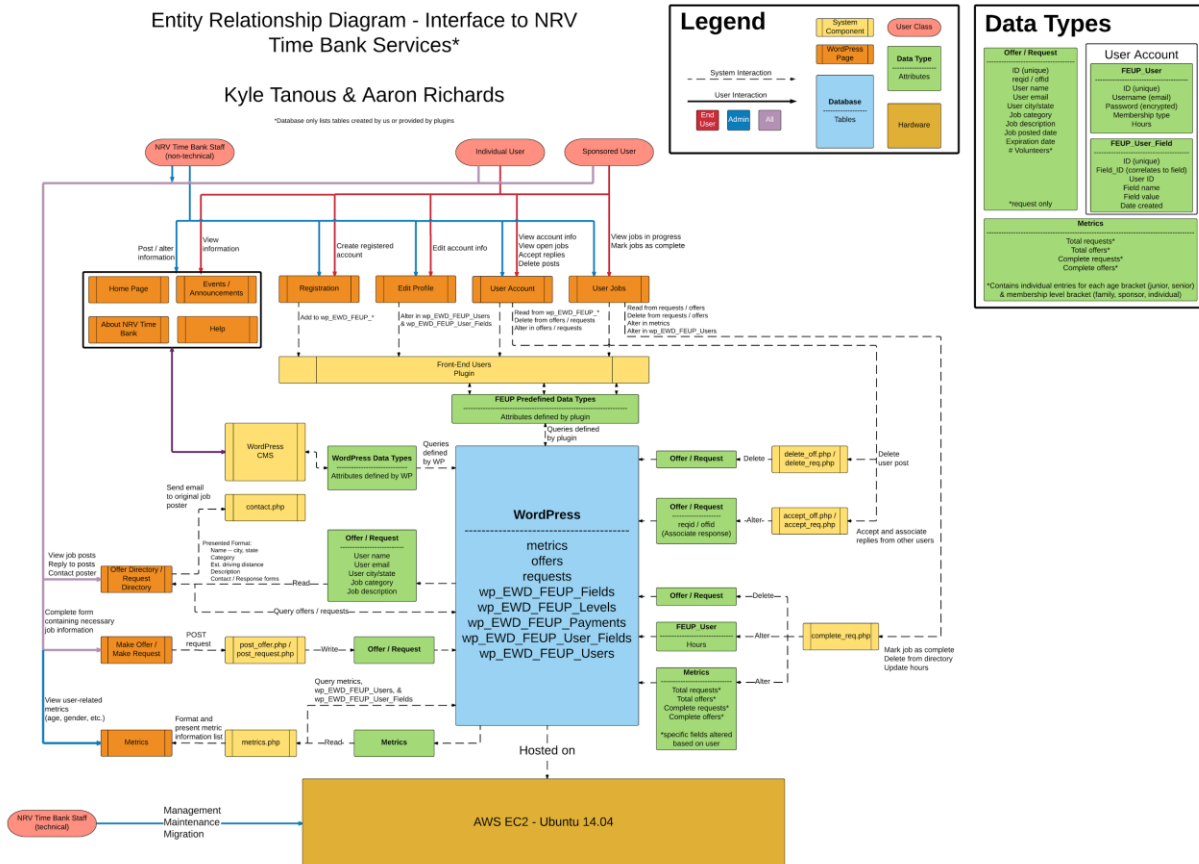 Entity Relationship Diagram - Interface to NRV
Time Bank Services*
Kyle Tanous & Aaron Richards
*Database only lists tables created by us or provided by plugins
Legend
System
Component
User Class
WordPress
Page
Data Type
Attributes
System Interaction
User Interaction
End
User
Admin
All
Database
Tables
Hardware
Data Types
Offer / Request
ID (unique)
reqid / offid
User name
User email
User city/state
Job category
Job description
Job posted date
Expiration date
# Volunteers*
*request only
User Account
FEUP_User
ID (unique)
Username (email)
Password (encrypted)
Membership type
Hours
FEUP_User_Field
ID (unique)
Field_ID (correlates to field)
User ID
Field name
Field value
Date created
Metrics
Total requests*
Total offers*
Complete requests*
Complete offers*
*Contains individual entries for each age bracket (junior, senior)
& membership level bracket (family, sponsor, individual)
NRV Time Bank Staff
(non-technical)
Individual User
Sponsored User
Post / alter
information
View
information
Create registered
account
Edit account info
View account info
View open jobs
Accept replies
Delete posts
View jobs in progress
Mark jobs as complete
Home Page
Events /
Announcements
About NRV Time
Bank
Help
Registration
Edit Profile
User Account
User Jobs
Add to wp_EWD_FEUP_*
Alter in wp_EWD_FEUP_Users
& wp_EWD_FEUP_User_Fields
Read from wp_EWD_FEUP_*
Delete from offers / requests
Alter in offers / requests
Read from requests / offers
Delete from requests / offers
Alter in metrics
Alter in wp_EWD_FEUP_Users
Front-End Users
Plugin
FEUP Predefined Data Types
Attributes defined by plugin
Queries defined
by plugin
WordPress
CMS
WordPress Data Types
Attributes defined by WP
Queries
defined
by WP
Send email
to original job
poster
contact.php
WordPress
metrics
offers
requests
wp_EWD_FEUP_Fields
wp_EWD_FEUP_Levels
wp_EWD_FEUP_Payments
wp_EWD_FEUP_User_Fields
wp_EWD_FEUP_Users
Offer / Request
Delete
delete_off.php /
delete_req.php
Delete
user post
Offer / Request
reqid / offid
(Associate response)
Alter
accept_off.php /
accept_req.php
Accept and associate
replies from other users
View job posts
Reply to posts
Contact poster
Offer Directory /
Request
Directory
Presented Format:
Name – city, state
Category
Est. driving distance
Description
Contact / Response forms
Read
Offer / Request
User name
User email
User city/state
Job category
Job description
Query offers / requests
Complete form
containing necessary
job information
Make Offer /
Make Request
POST
request
post_offer.php /
post_request.php
Write
Offer / Request
Offer / Request
Delete
FEUP_User
Hours
Alter
complete_req.php
Mark job as complete
Delete from directory
Update hours
Metrics
Total requests*
Total offers*
Complete requests*
Complete offers*
*specific fields altered
based on user
Alter
View user-related
metrics
(age, gender, etc.)
Metrics
Format and
present metric
information list
metrics.php
Query metrics,
wp_EWD_FEUP_Users, &
wp_EWD_FEUP_User_Fields
Read
Metrics
Hosted on
NRV Time Bank Staff
(technical)
Management
Maintenance
Migration
AWS EC2 - Ubuntu 14.04